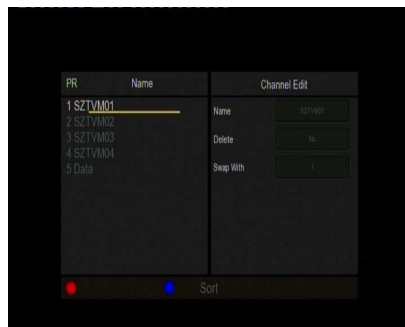 PR Name Channel Edit
1 SZTVM01
2 SZTVM02
3 SZTVM03
4 SZTVM04
5 Data
Name SZTVM01
Delete No
Swap With 1
Sort